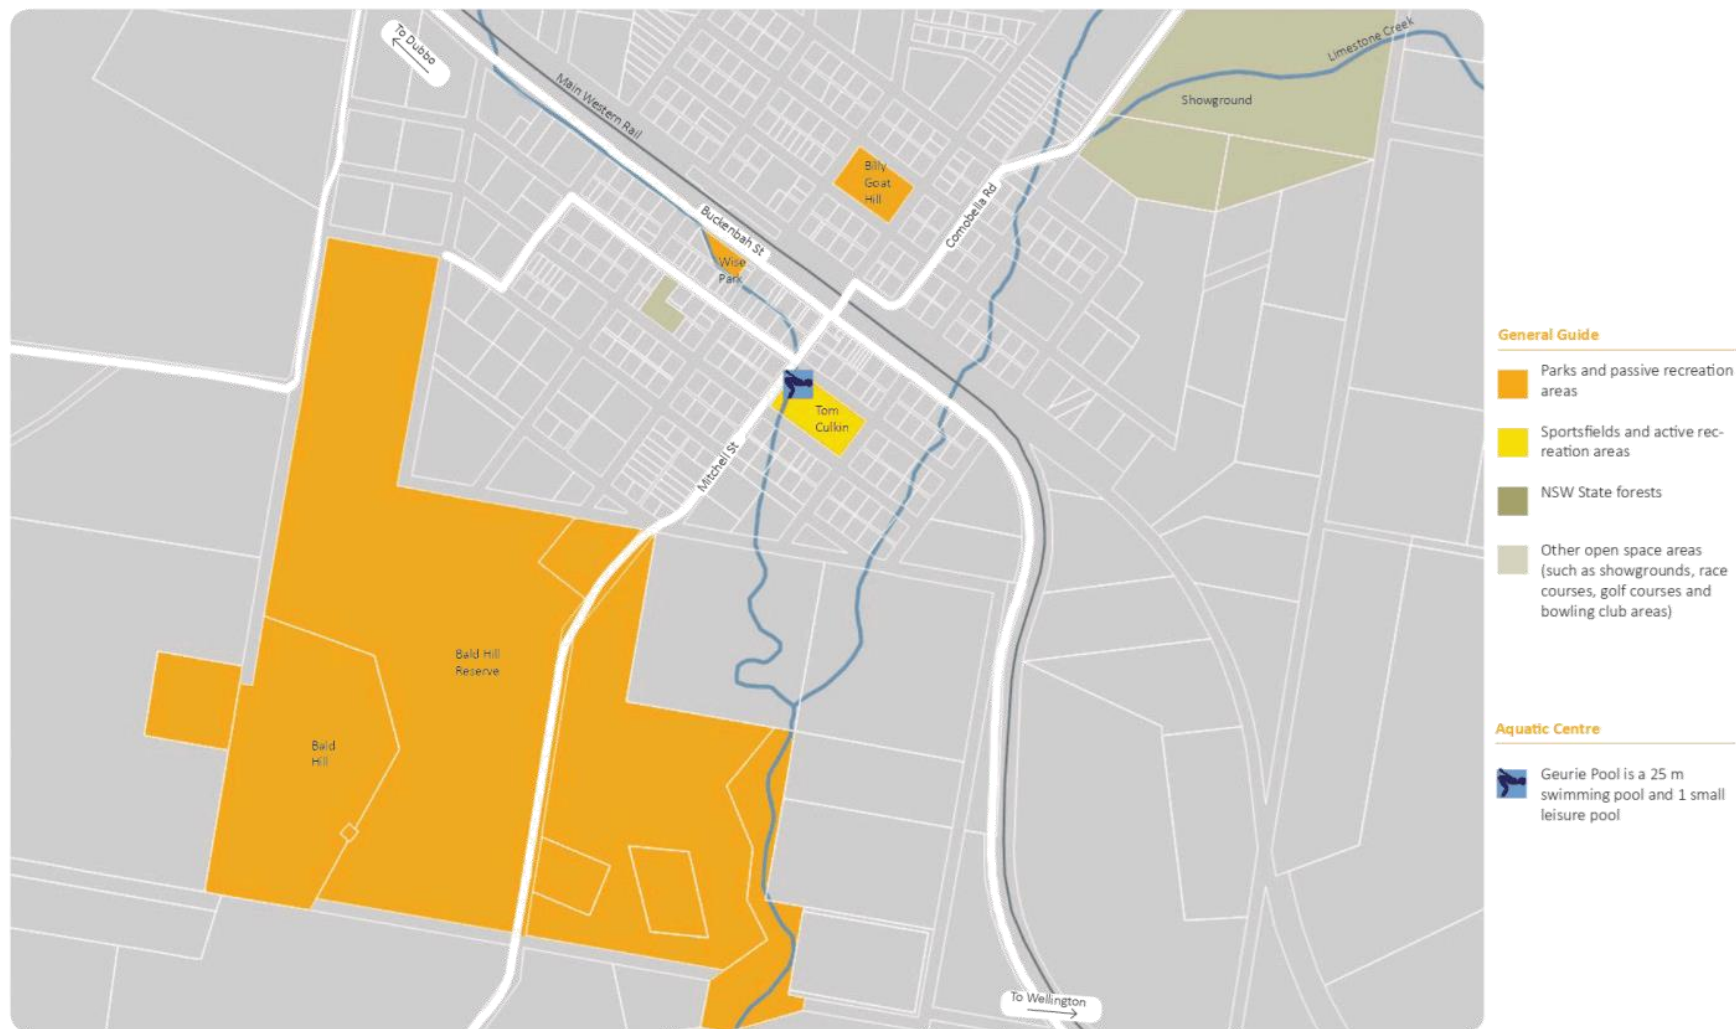 To Dubbo
Main Western Rail
Limestone Creek
Showground
Billy
Goat
Hill
Comobella Rd
Buckenbah St
Wise
Park
Tom
Culkin
Mitchell St
Bald Hill
Reserve
Bald
Hill
To Wellington
General Guide
Parks and passive recreation
areas
Sportsfields and active rec-
reation areas
NSW State forests
Other open space areas
(such as showgrounds, race
courses, golf courses and
bowling club areas)
Aquatic Centre
Geurie Pool is a 25 m
swimming pool and 1 small
leisure pool